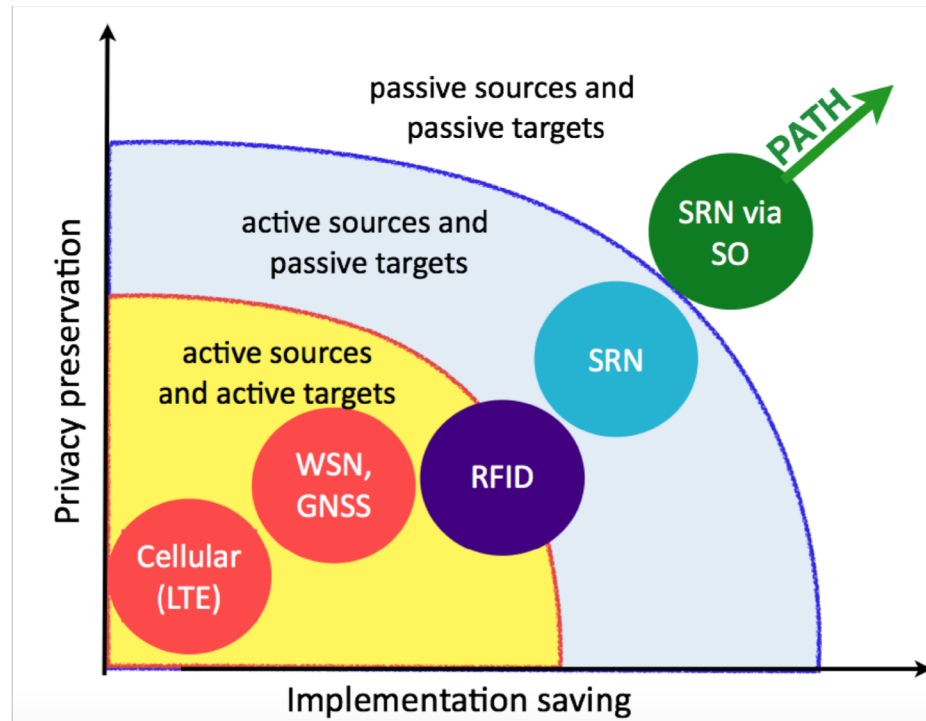 passive sources and
passive targets
PATH
SRN via
SO
active sources and
passive targets
SRN
active sources
and active targets
WSN,
GNSS
RFID
Cellular
(LTE)
Privacy preservation
Implementation saving